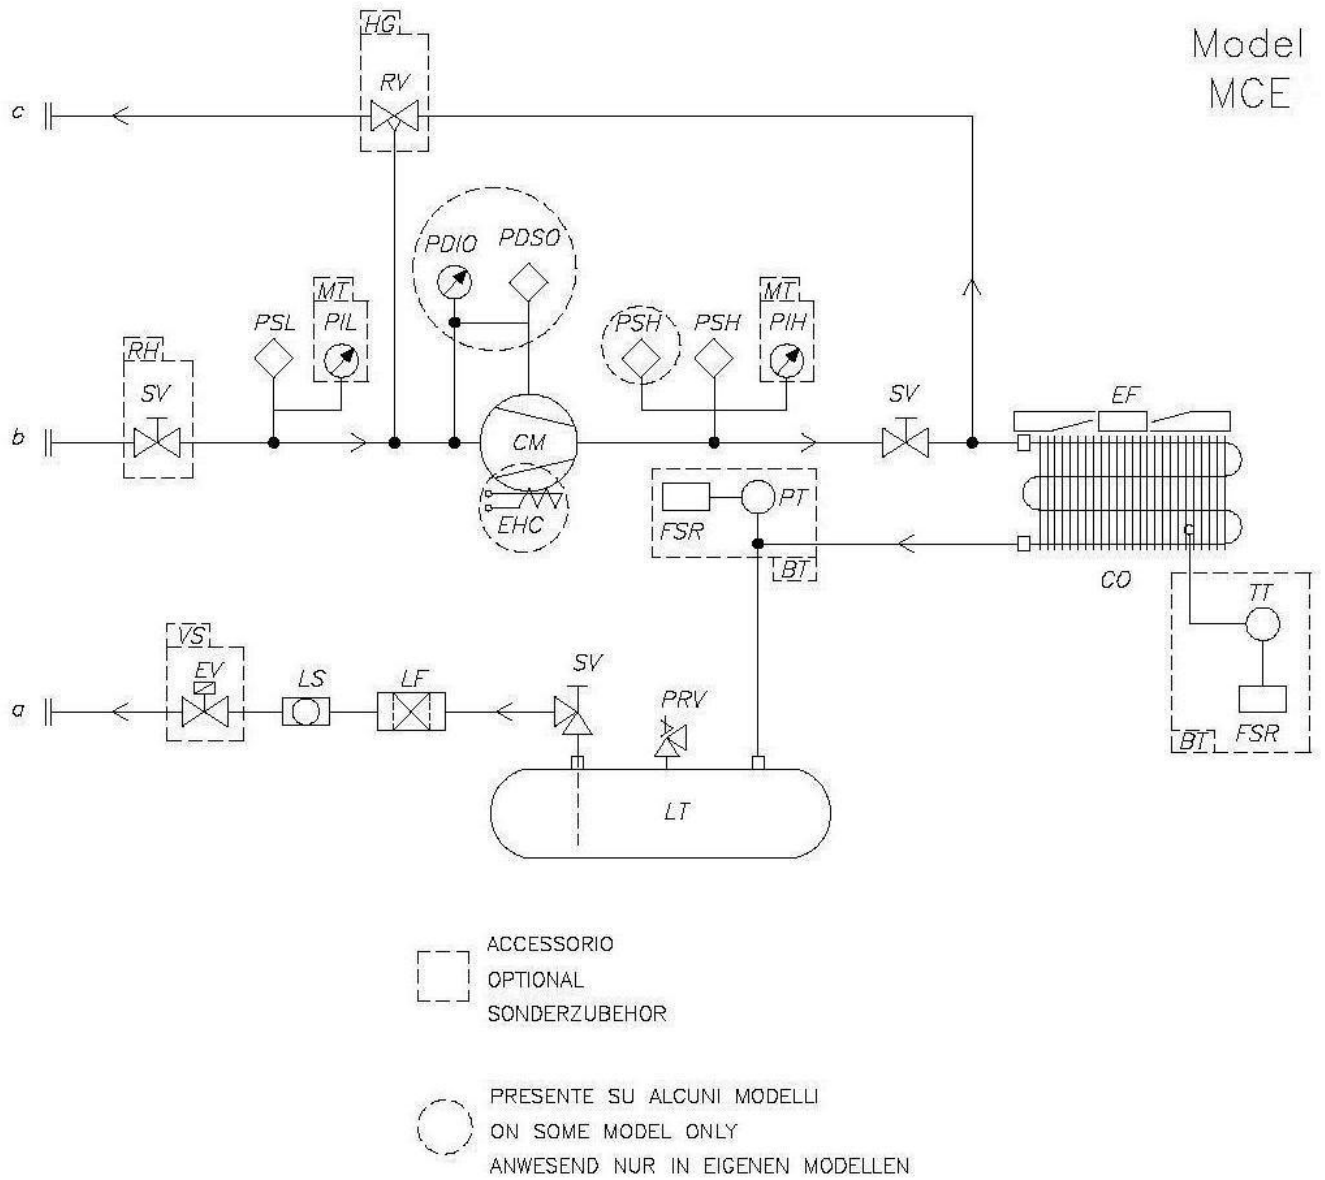 Model
MCE
HG
RV
c
PDIO
PDSO
MT
MT
PSL
PIL
PSH
PSH
PIH
RH
SV
SV
EF
b
CM
EHC
FSR
PT
BT
c
CO
TT
BT
FSR
VS
EV
LS
LF
SV
PRV
a
LT
ACCESSORIO
OPTIONAL
SONDERZUBEHOR
PRESENTE SU ALCUNI MODELLI
ON SOME MODEL ONLY
ANWESEND NUR IN EIGENEN MODELLEN